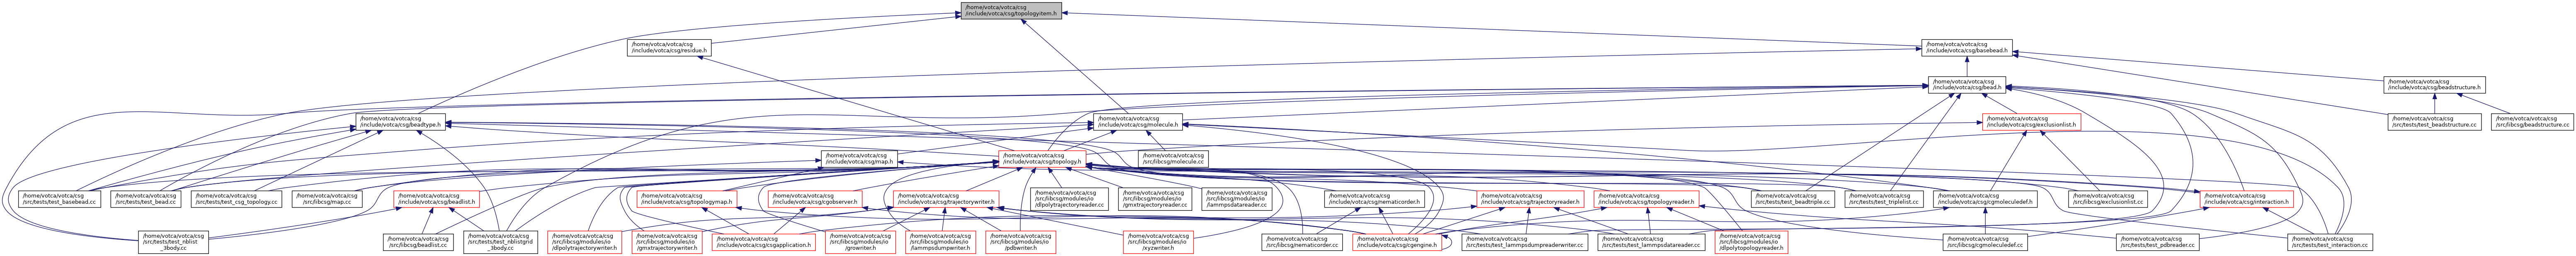 /home/votca/votca/csg
/include/votca/csg/topologyitem.h
/home/votca/votca/csg
/include/votca/csg/residue.h
/home/votca/votca/csg
/include/votca/csg/basebead.h
/home/votca/votca/csg
/include/votca/csg/bead.h
/home/votca/votca/csg
/include/votca/csg/beadstructure.h
/home/votca/votca/csg
/include/votca/csg/beadtype.h
/home/votca/votca/csg
/include/votca/csg/molecule.h
/home/votca/votca/csg
/include/votca/csg/exclusionlist.h
/home/votca/votca/csg
/src/tests/test_beadstructure.cc
/home/votca/votca/csg
/src/libcsg/beadstructure.cc
/home/votca/votca/csg
/include/votca/csg/map.h
/home/votca/votca/csg
/include/votca/csg/topology.h
/home/votca/votca/csg
/src/libcsg/molecule.cc
/home/votca/votca/csg
/src/tests/test_basebead.cc
/home/votca/votca/csg
/src/tests/test_bead.cc
/home/votca/votca/csg
/src/tests/test_csg_topology.cc
/home/votca/votca/csg
/src/libcsg/map.cc
/home/votca/votca/csg
/include/votca/csg/beadlist.h
/home/votca/votca/csg
/include/votca/csg/topologymap.h
/home/votca/votca/csg
/include/votca/csg/cgobserver.h
/home/votca/votca/csg
/include/votca/csg/trajectorywriter.h
/home/votca/votca/csg
/src/libcsg/modules/io
/dlpolytrajectoryreader.cc
/home/votca/votca/csg
/src/libcsg/modules/io
/gmxtrajectoryreader.cc
/home/votca/votca/csg
/src/libcsg/modules/io
/lammpsdatareader.cc
/home/votca/votca/csg
/include/votca/csg/nematicorder.h
/home/votca/votca/csg
/include/votca/csg/trajectoryreader.h
/home/votca/votca/csg
/include/votca/csg/topologyreader.h
/home/votca/votca/csg
/src/tests/test_beadtriple.cc
/home/votca/votca/csg
/src/tests/test_triplelist.cc
/home/votca/votca/csg
/include/votca/csg/cgmoleculedef.h
/home/votca/votca/csg
/src/libcsg/exclusionlist.cc
/home/votca/votca/csg
/include/votca/csg/interaction.h
/home/votca/votca/csg
/src/tests/test_nblist
_3body.cc
/home/votca/votca/csg
/src/libcsg/beadlist.cc
/home/votca/votca/csg
/src/tests/test_nblistgrid
_3body.cc
/home/votca/votca/csg
/src/libcsg/modules/io
/dlpolytrajectorywriter.h
/home/votca/votca/csg
/src/libcsg/modules/io
/gmxtrajectorywriter.h
/home/votca/votca/csg
/include/votca/csg/csgapplication.h
/home/votca/votca/csg
/src/libcsg/modules/io
/growriter.h
/home/votca/votca/csg
/src/libcsg/modules/io
/lammpsdumpwriter.h
/home/votca/votca/csg
/src/libcsg/modules/io
/pdbwriter.h
/home/votca/votca/csg
/src/libcsg/modules/io
/xyzwriter.h
/home/votca/votca/csg
/src/libcsg/nematicorder.cc
/home/votca/votca/csg
/include/votca/csg/cgengine.h
/home/votca/votca/csg
/src/tests/test_lammpsdumpreaderwriter.cc
/home/votca/votca/csg
/src/tests/test_lammpsdatareader.cc
/home/votca/votca/csg
/src/libcsg/modules/io
/dlpolytopologyreader.h
/home/votca/votca/csg
/src/libcsg/cgmoleculedef.cc
/home/votca/votca/csg
/src/tests/test_pdbreader.cc
/home/votca/votca/csg
/src/tests/test_interaction.cc